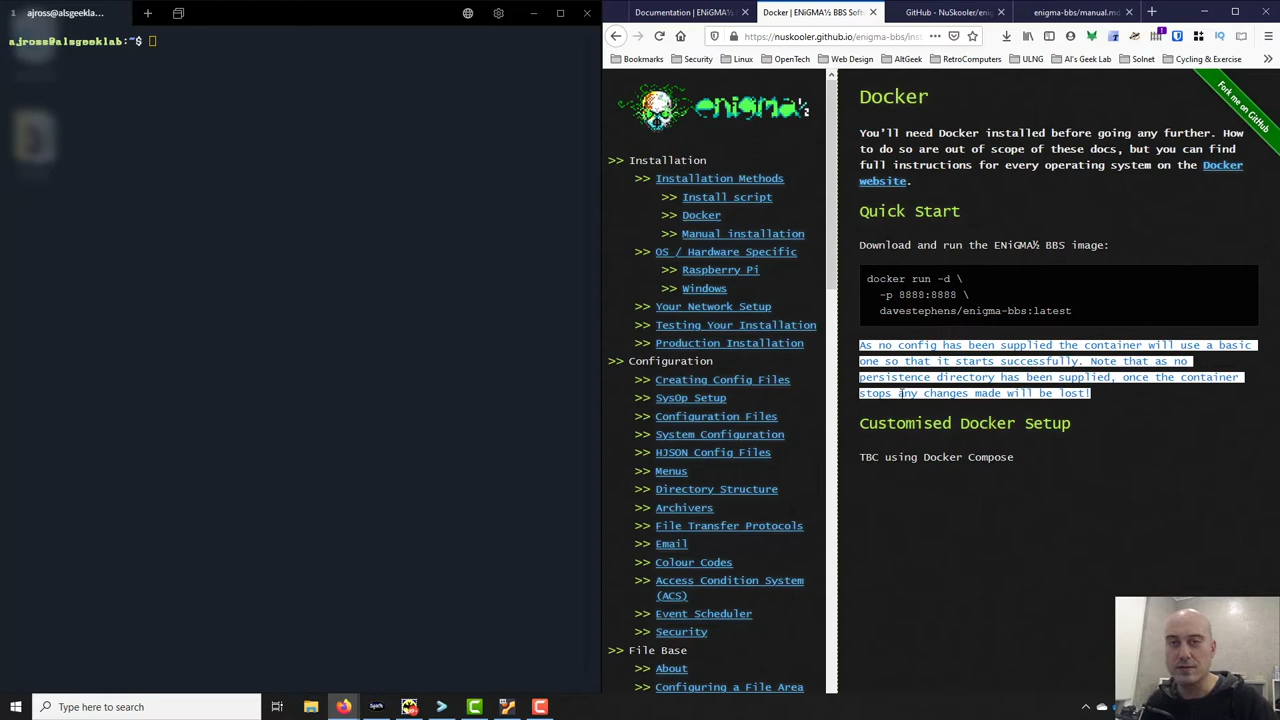 1 ajross@alsgeekla...
ajross@alsgeeklab:~$
Documentation | ENiGMA½
Docker | ENiGMA½ BBS Soft
GitHub - NuSkooler/enig
enigma-bbs/manual.md
https://nuskooler.github.io/enigma-bbs/inst
Bookmarks Security Linux OpenTech Web Design AltGeek RetroComputers ULNG Al's Geek Lab Solnet Cycling & Exercise
enigma½
Fork me on GitHub
>> Installation
>> Installation Methods
>> Install script
>> Docker
>> Manual installation
>> OS / Hardware Specific
>> Raspberry Pi
>> Windows
>> Your Network Setup
>> Testing Your Installation
>> Production Installation
>> Configuration
>> Creating Config Files
>> SysOp Setup
>> Configuration Files
>> System Configuration
>> HJSON Config Files
>> Menus
>> Directory Structure
>> Archivers
>> File Transfer Protocols
>> Email
>> Colour Codes
>> Access Condition System
(ACS)
>> Event Scheduler
>> Security
>> File Base
>> About
>> Configuring a File Area
Docker
You'll need Docker installed before going any further. How
to do so are out of scope of these docs, but you can find
full instructions for every operating system on the Docker
website.
Quick Start
Download and run the ENiGMA½ BBS image:
docker run -d \
-p 8888:8888 \
davestephens/enigma-bbs:latest
As no config has been supplied the container will use a basic
one so that it starts successfully. Note that as no
persistence directory has been supplied, once the container
stops any changes made will be lost!
Customised Docker Setup
TBC using Docker Compose
Type here to search